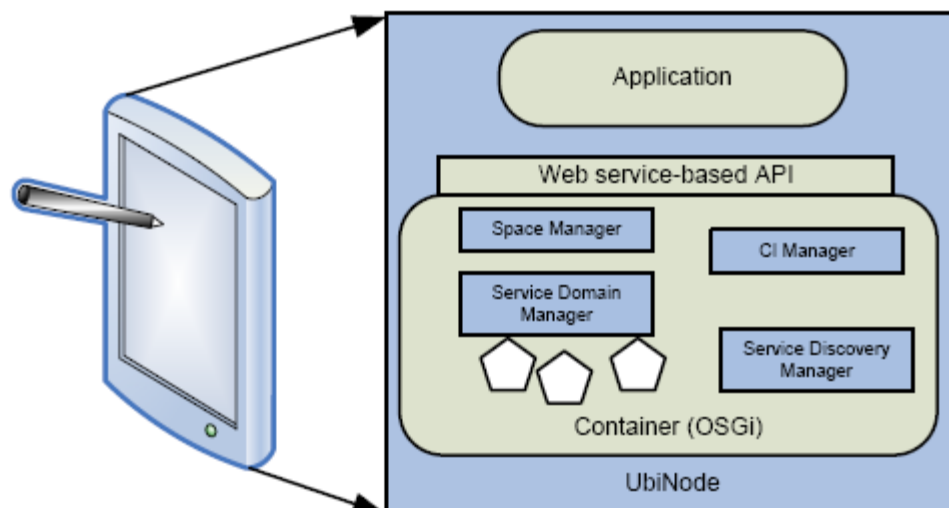 Application
Web service-based API
Space Manager
CI Manager
Service Domain
Manager
Service Discovery
Manager
Container (OSGi)
UbiNode